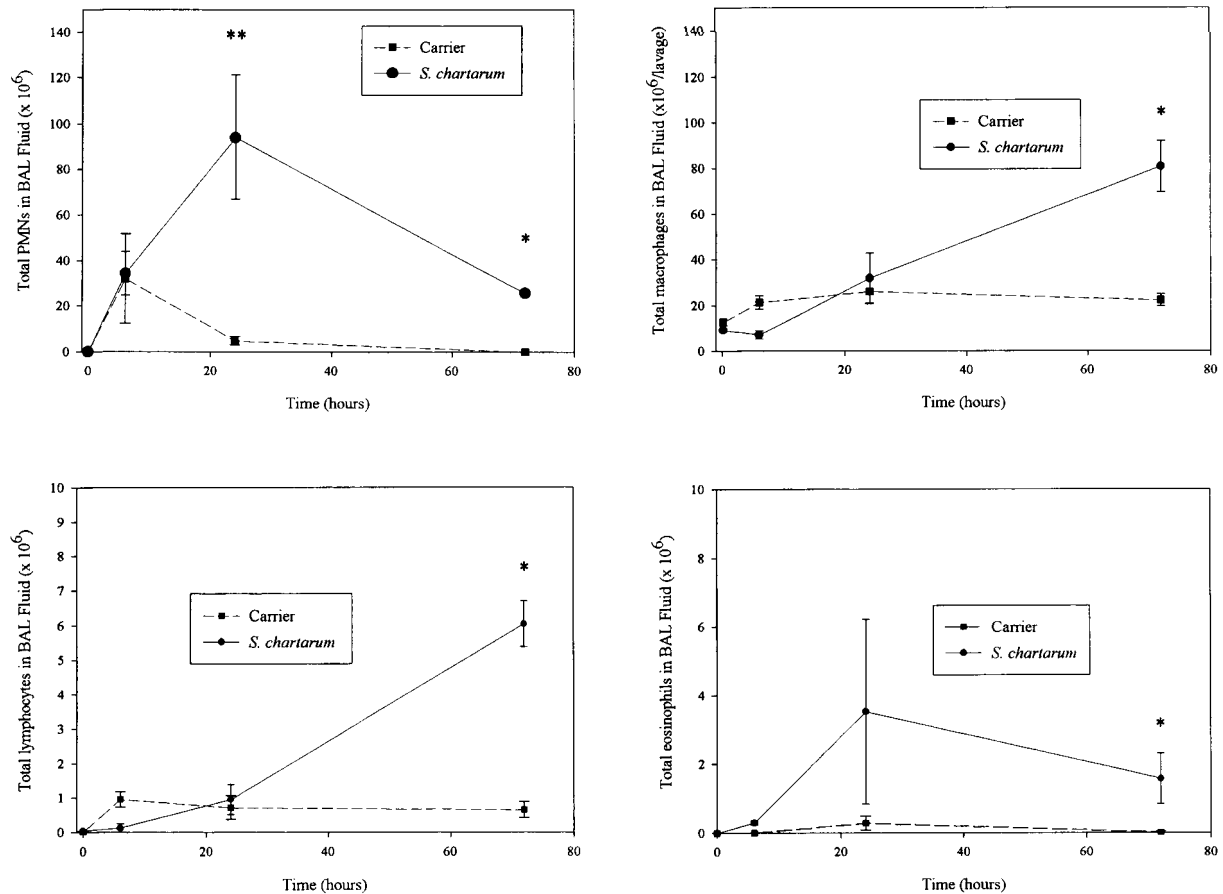 Total PMNs in BAL Fluid (x 10⁶)
140
120
100
80
60
40
20
0
**
*
Carrier
S. chartarum
0 20 40 60 80
Time (hours)
Total macrophages in BAL Fluid (x10⁶/lavage)
140
120
100
80
60
40
20
0
*
Carrier
S. chartarum
0 20 40 60 80
Time (hours)
Total lymphocytes in BAL Fluid (x 10⁶)
10
9
8
7
6
5
4
3
2
1
0
*
Carrier
S. chartarum
0 20 40 60 80
Time (hours)
Total eosinophils in BAL Fluid (x 10⁶)
10
8
6
4
2
0
*
Carrier
S. chartarum
0 20 40 60 80
Time (hours)